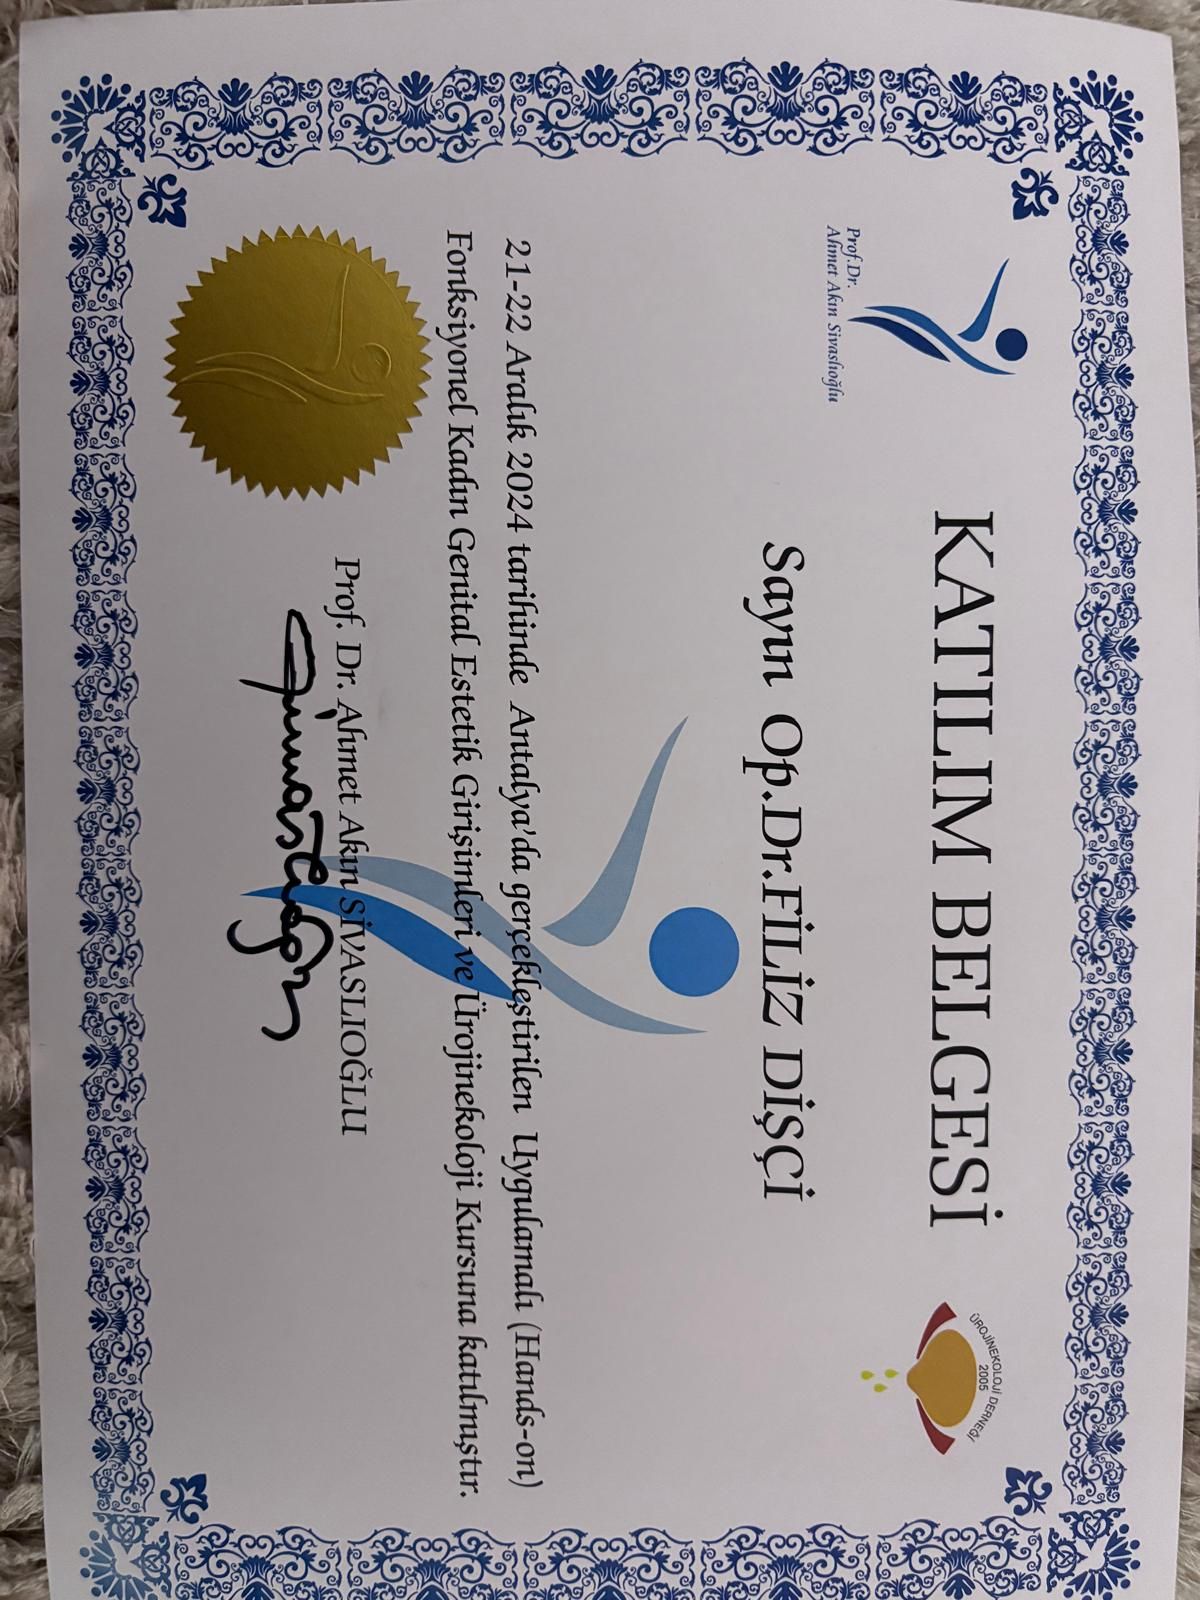 Prof.Dr.
Ahmet Akın Sivaslıoğlu
KATILIM BELGESİ
ÜROJİNEKOLOJİ DERNEĞİ
2005
Sayın Op.Dr.FİLİZ DİŞÇİ
21-22 Aralık 2024 tarihinde Antalya'da gerçekleştirilen Uygulamalı (Hands-on)
Fonksiyonel Kadın Genital Estetik Girişimleri ve Ürojinekoloji Kursuna katılmıştır.
Prof. Dr. Ahmet Akın SİVASLIOĞLU